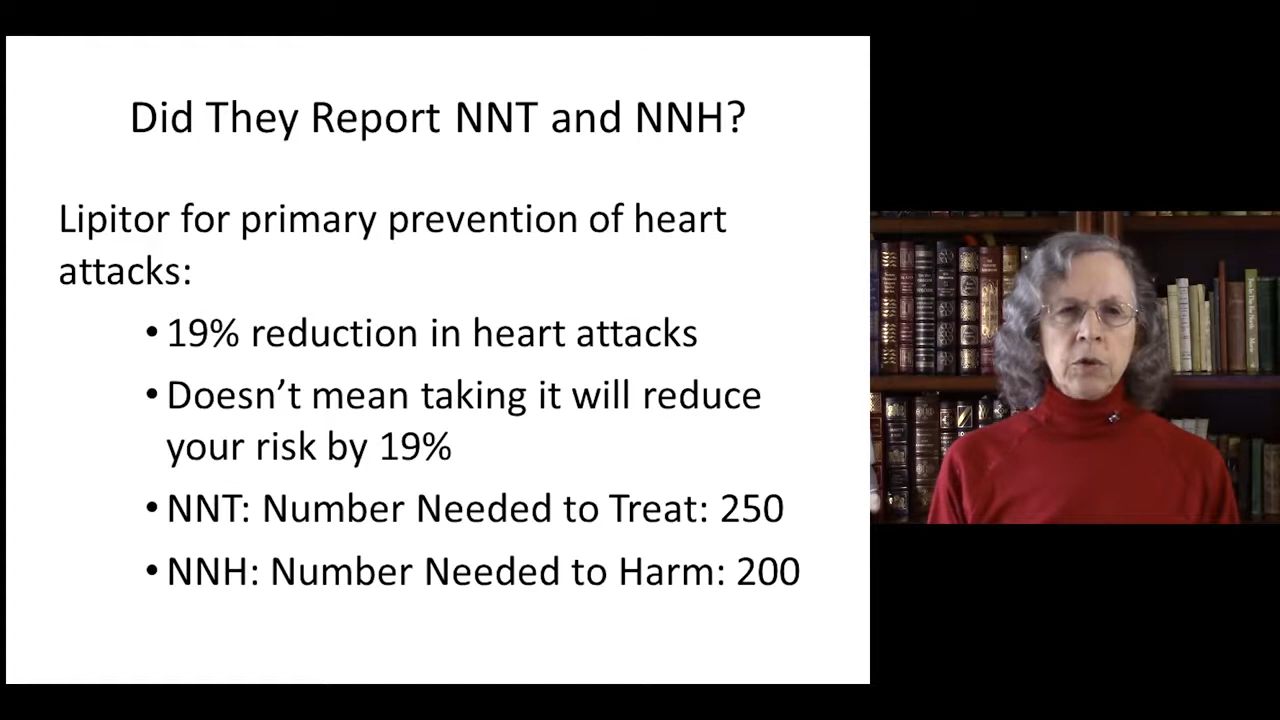 Did They Report NNT and NNH?
Lipitor for primary prevention of heart
attacks:
• 19% reduction in heart attacks
• Doesn’t mean taking it will reduce
your risk by 19%
• NNT: Number Needed to Treat: 250
• NNH: Number Needed to Harm: 200